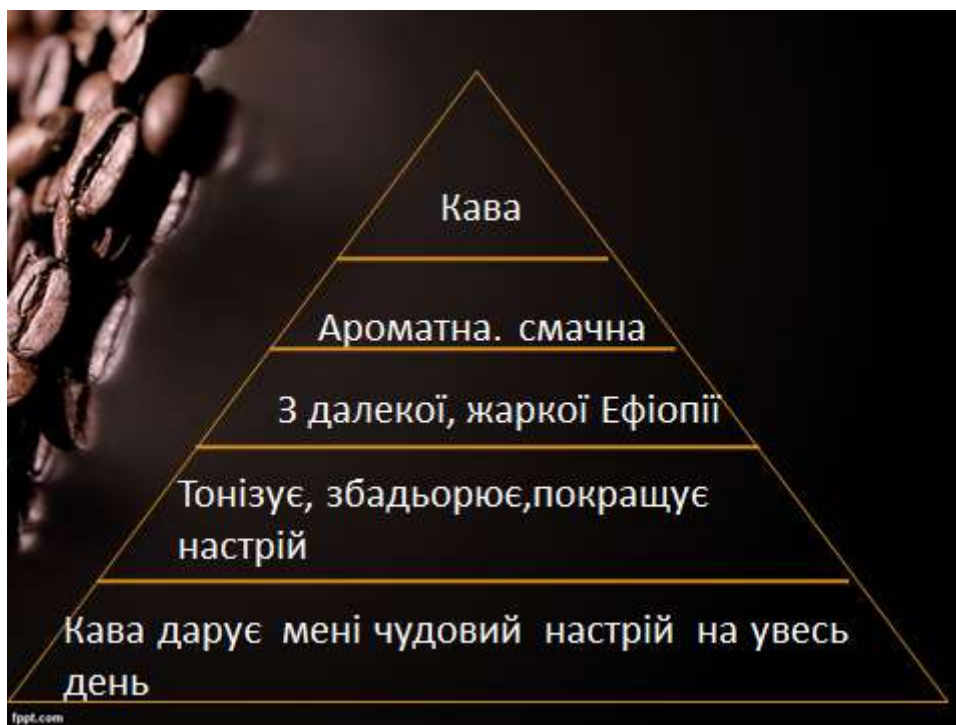 Кава
Ароматна. смачна
З далекої, жаркої Ефіопії
Тонізує, збадьорює,покращує
настрій
Кава дарує мені чудовий настрій на увесь
день
fppt.com